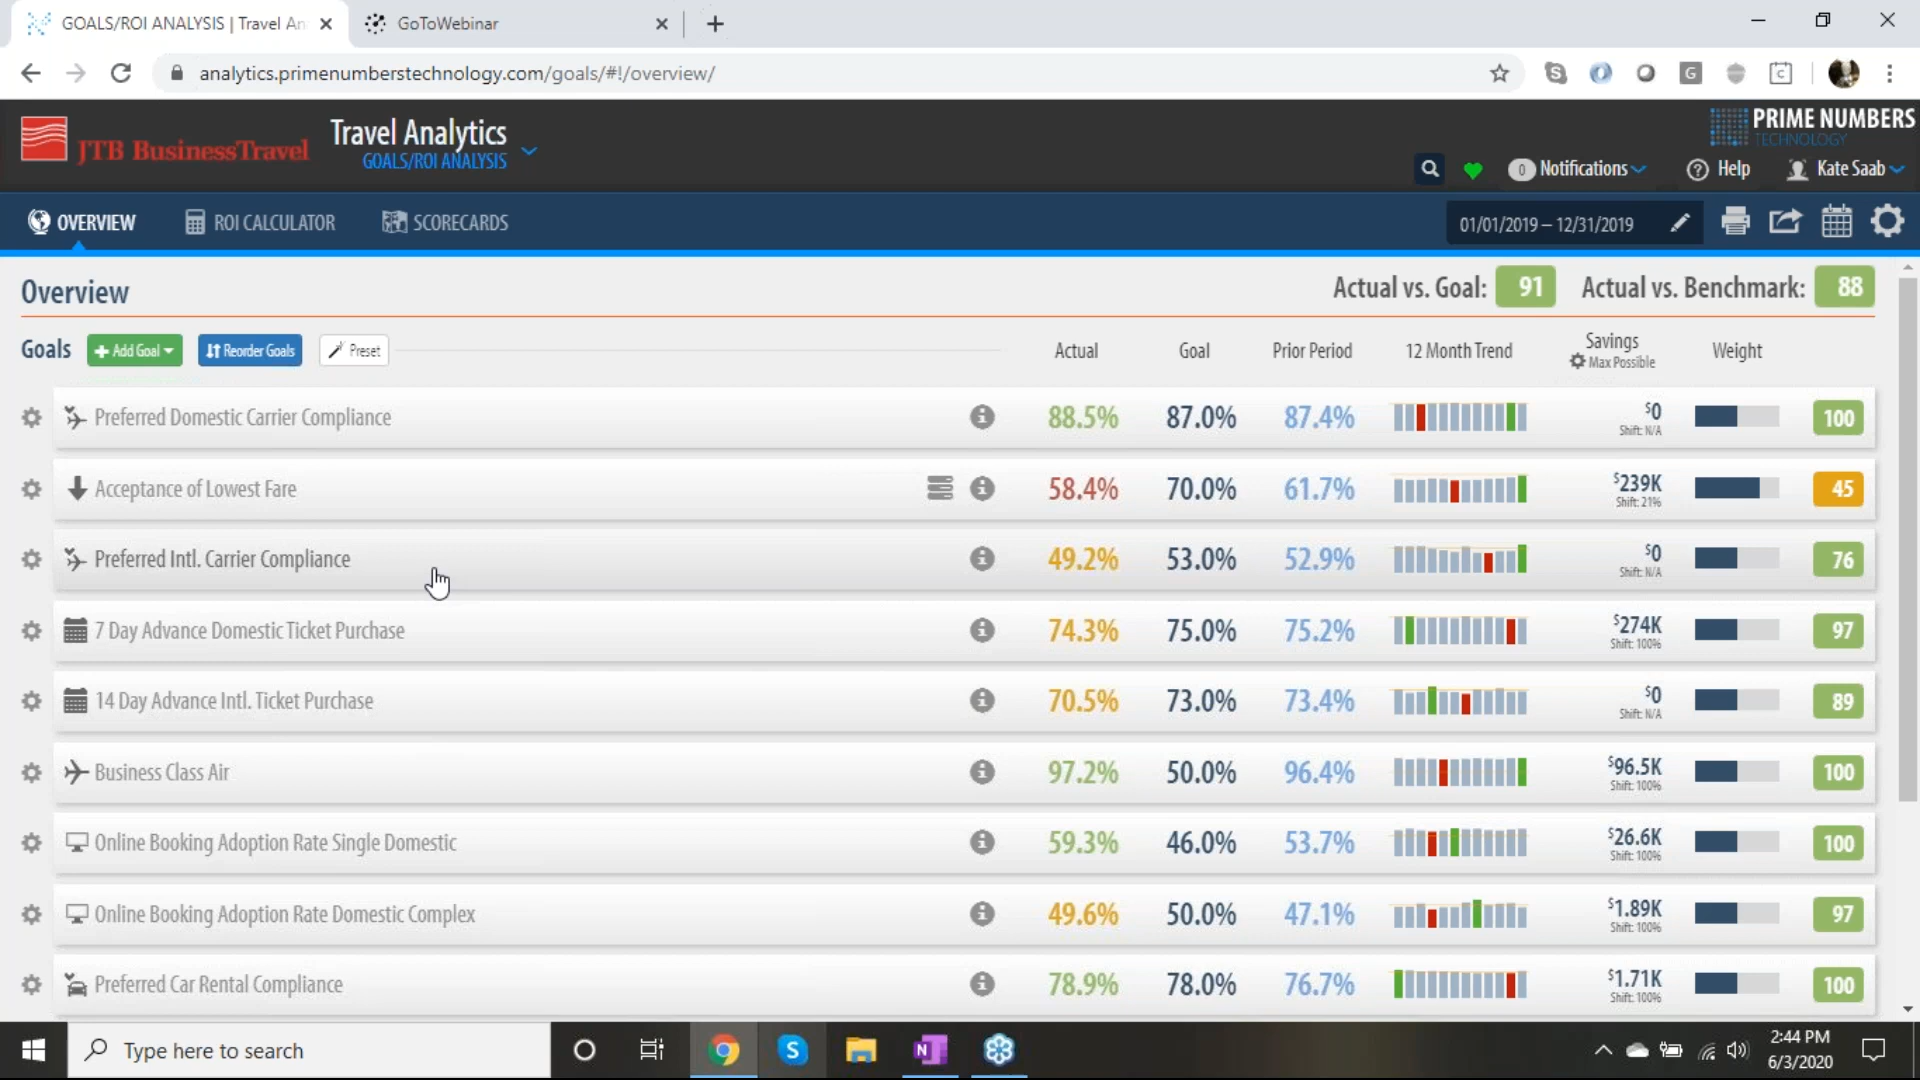 GOALS/ROI ANALYSIS | Travel An
GoToWebinar
analytics.primenumberstechnology.com/goals/#!/overview/
JTB BusinessTravel
Travel Analytics
GOALS/ROI ANALYSIS
PRIME NUMBERS
TECHNOLOGY
0 Notifications
? Help
Kate Saab
OVERVIEW
ROI CALCULATOR
SCORECARDS
01/01/2019 – 12/31/2019
Overview
Actual vs. Goal: 91
Actual vs. Benchmark: 88
Goals
Add Goal
Reorder Goals
Preset
Actual
Goal
Prior Period
12 Month Trend
Savings
Max Possible
Weight
Preferred Domestic Carrier Compliance
88.5% 87.0% 87.4%
$0
Shift: N/A
100
Acceptance of Lowest Fare
58.4% 70.0% 61.7%
$239K
Shift: 21%
45
Preferred Intl. Carrier Compliance
49.2% 53.0% 52.9%
$0
Shift: N/A
76
7 Day Advance Domestic Ticket Purchase
74.3% 75.0% 75.2%
$274K
Shift: 100%
97
14 Day Advance Intl. Ticket Purchase
70.5% 73.0% 73.4%
$0
Shift: N/A
89
Business Class Air
97.2% 50.0% 96.4%
$96.5K
Shift: 100%
100
Online Booking Adoption Rate Single Domestic
59.3% 46.0% 53.7%
$26.6K
Shift: 100%
100
Online Booking Adoption Rate Domestic Complex
49.6% 50.0% 47.1%
$1.89K
Shift: 100%
97
Preferred Car Rental Compliance
78.9% 78.0% 76.7%
$1.71K
Shift: 100%
100
Type here to search
2:44 PM
6/3/2020